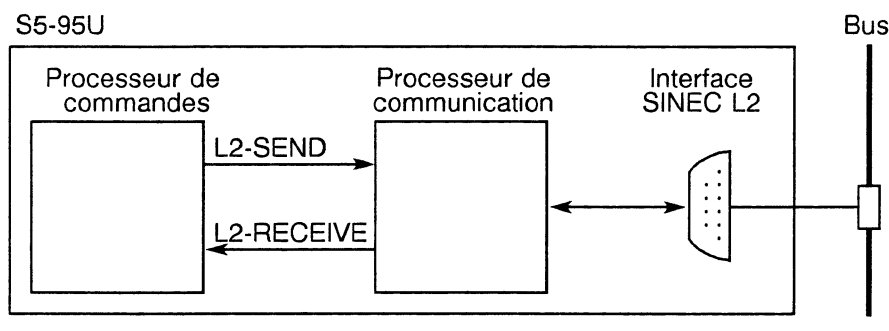 S5-95U
Bus
Processeur de
commandes
Processeur de
communication
Interface
SINEC L2
L2-SEND
L2-RECEIVE